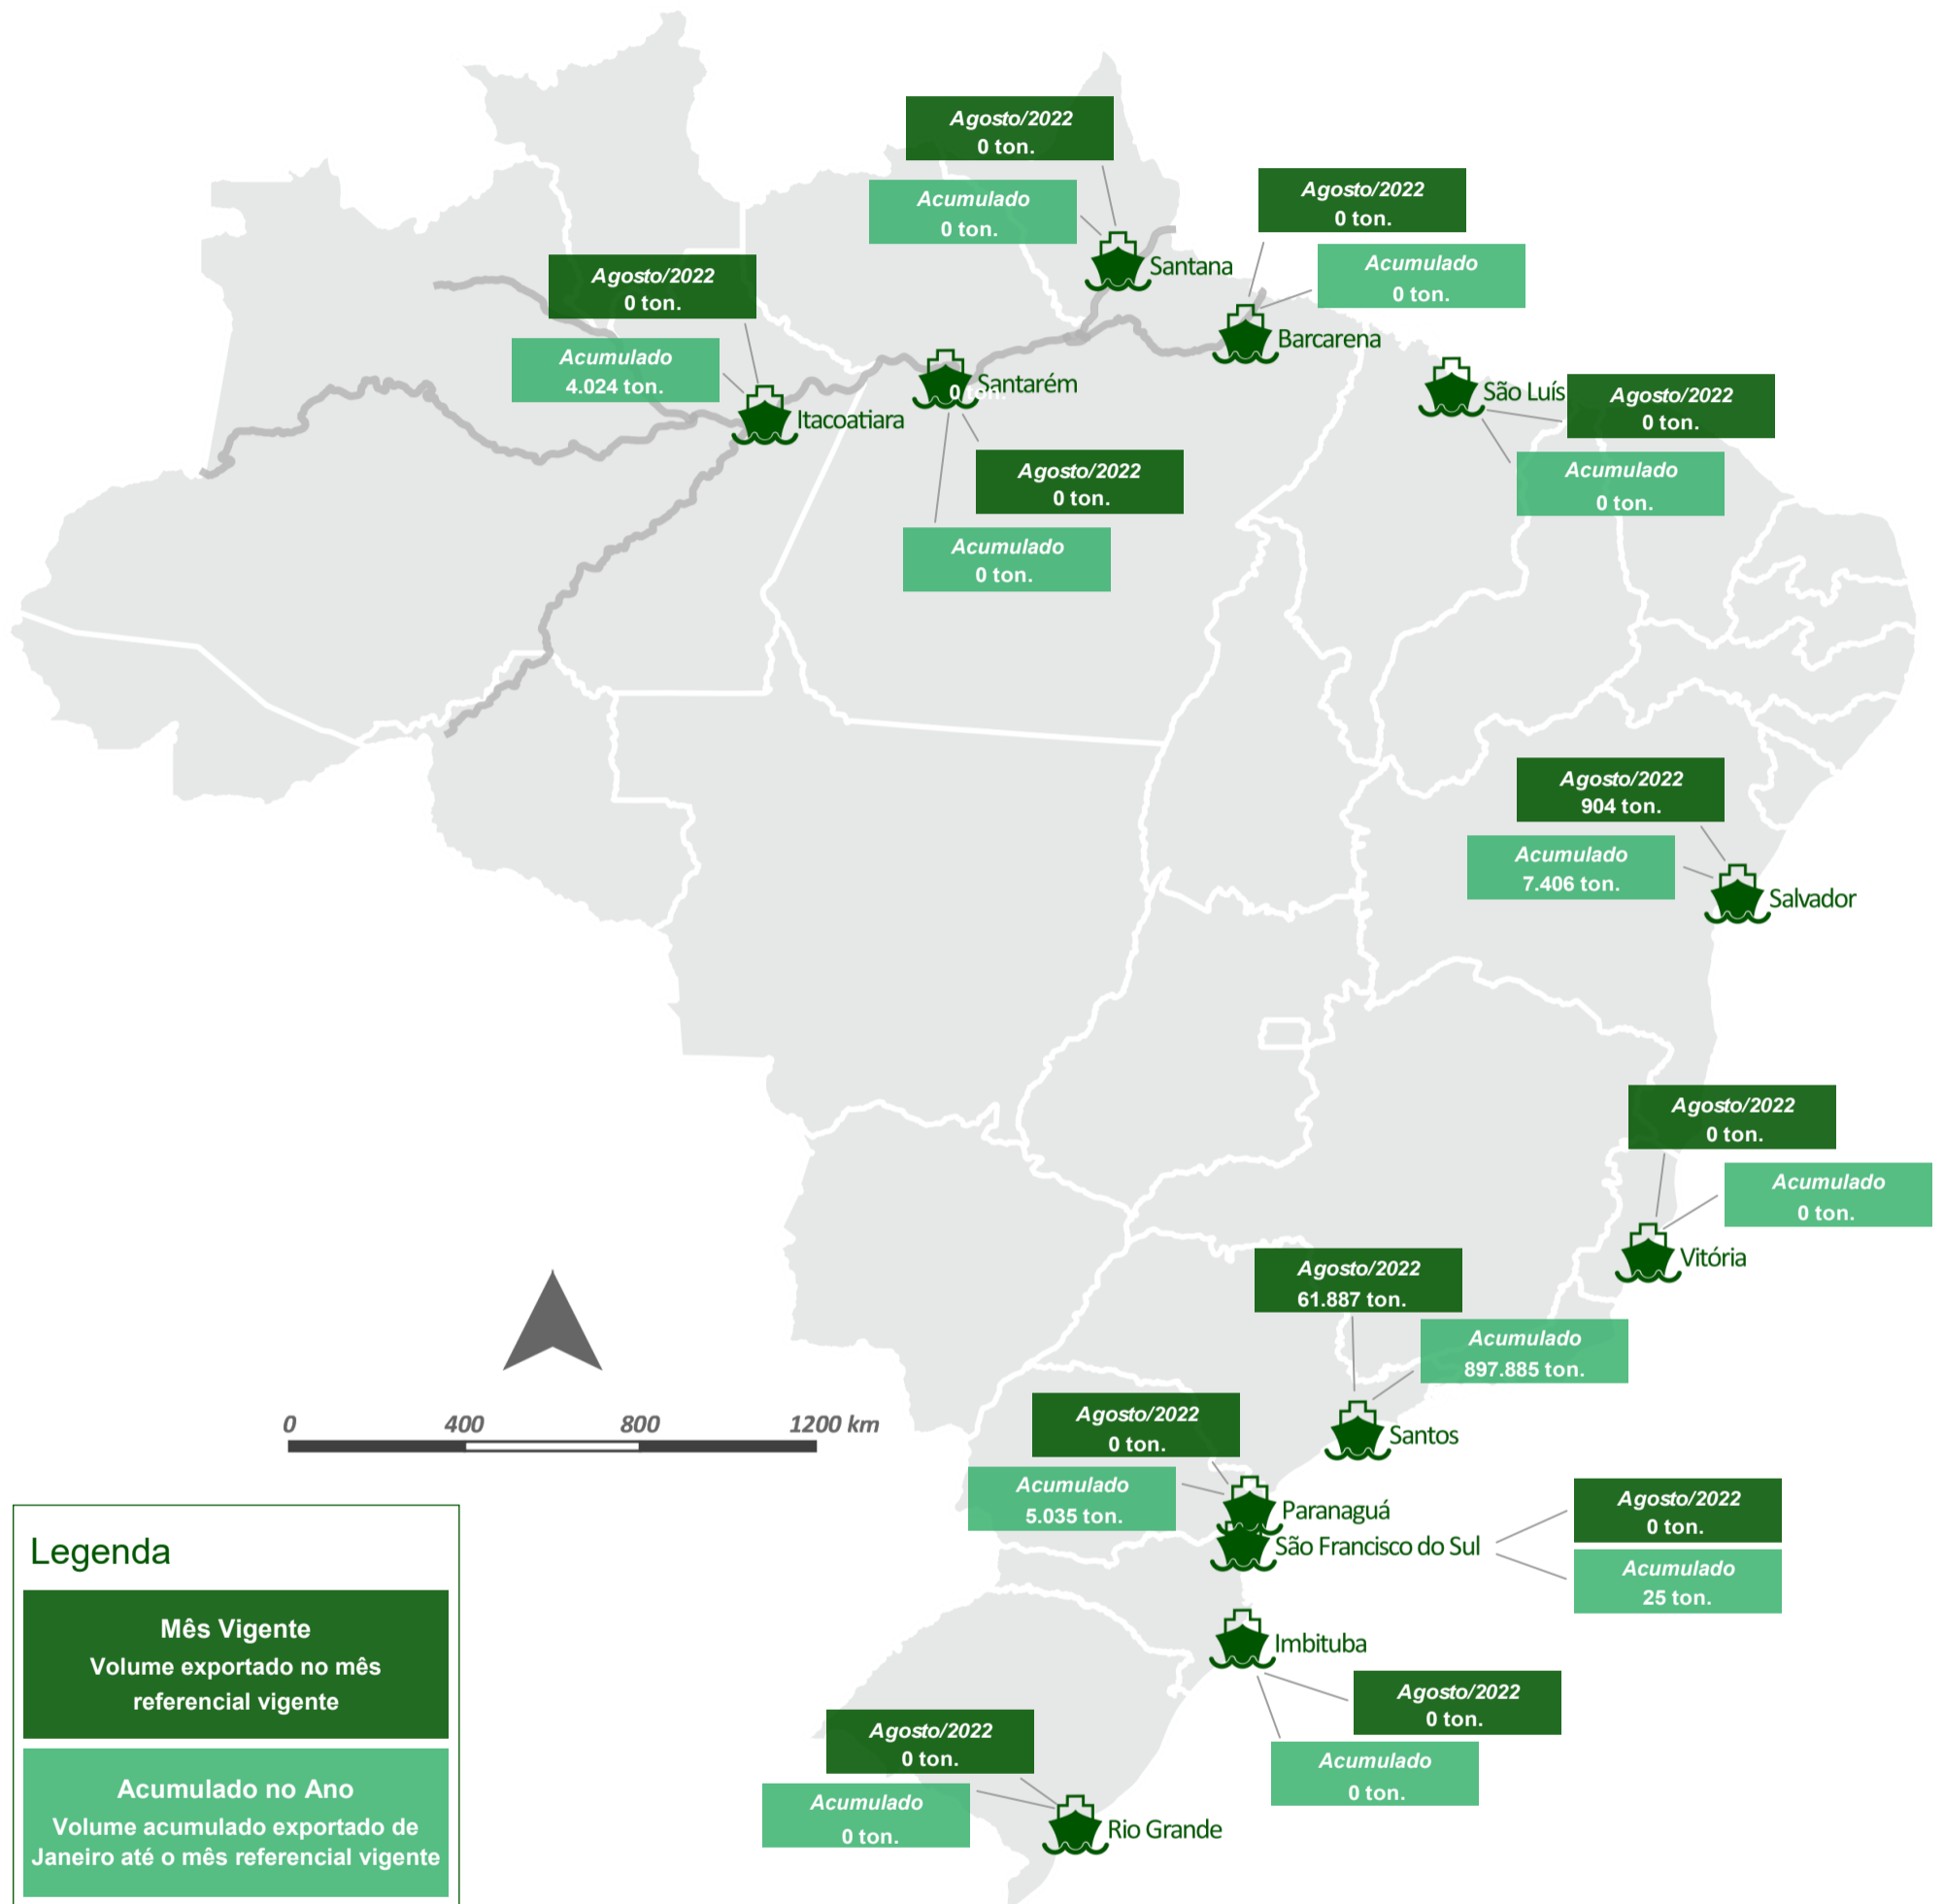 Agosto/2022
0 ton.
Acumulado
0 ton.
Santana
Agosto/2022
0 ton.
Acumulado
0 ton.
Barcarena
Agosto/2022
0 ton.
Acumulado
4.024 ton.
Itacoatiara
Santarém
0 ton.
Agosto/2022
0 ton.
Acumulado
0 ton.
São Luís
Agosto/2022
0 ton.
Acumulado
0 ton.
Agosto/2022
904 ton.
Acumulado
7.406 ton.
Salvador
Agosto/2022
0 ton.
Acumulado
0 ton.
Vitória
Agosto/2022
61.887 ton.
Acumulado
897.885 ton.
Santos
Agosto/2022
0 ton.
Acumulado
5.035 ton.
Paranaguá
São Francisco do Sul
Agosto/2022
0 ton.
Acumulado
25 ton.
Imbituba
Agosto/2022
0 ton.
Acumulado
0 ton.
Agosto/2022
0 ton.
Acumulado
0 ton.
Rio Grande
0 400 800 1200 km
Legenda
Mês Vigente
Volume exportado no mês
referencial vigente
Acumulado no Ano
Volume acumulado exportado de
Janeiro até o mês referencial vigente